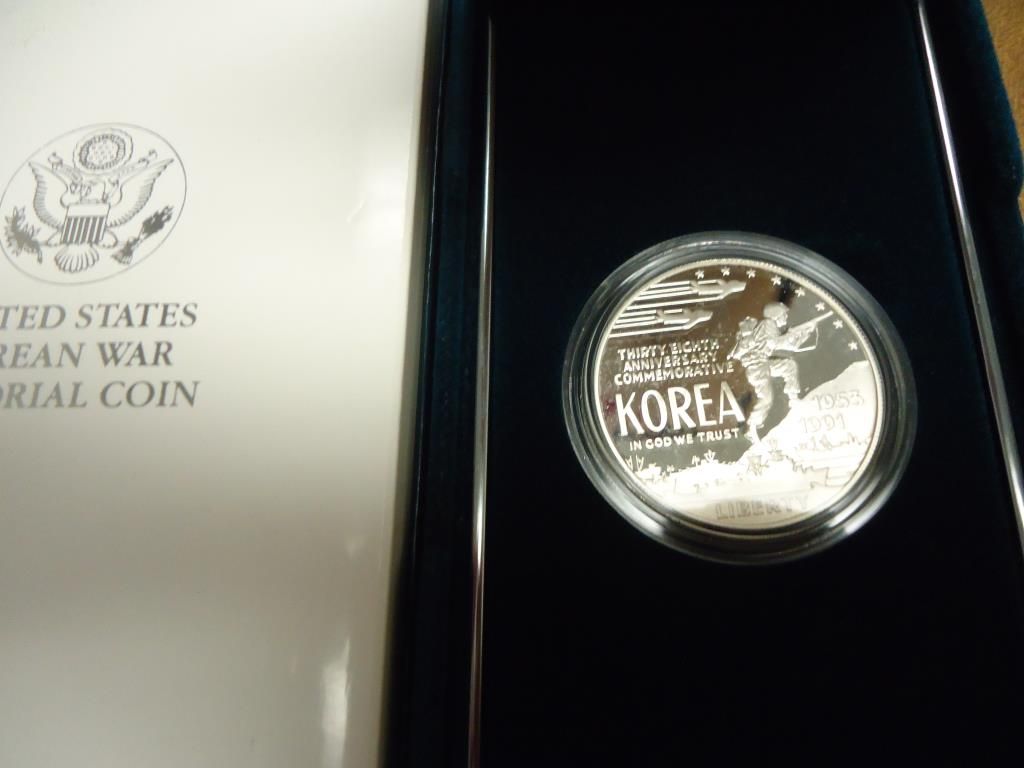 TED STATES
REAN WAR
ORIAL COIN
THIRTY EIGHTH
ANNIVERSARY
COMMEMORATIVE
KOREA
IN GOD WE TRUST
1953
1991
LIBERTY